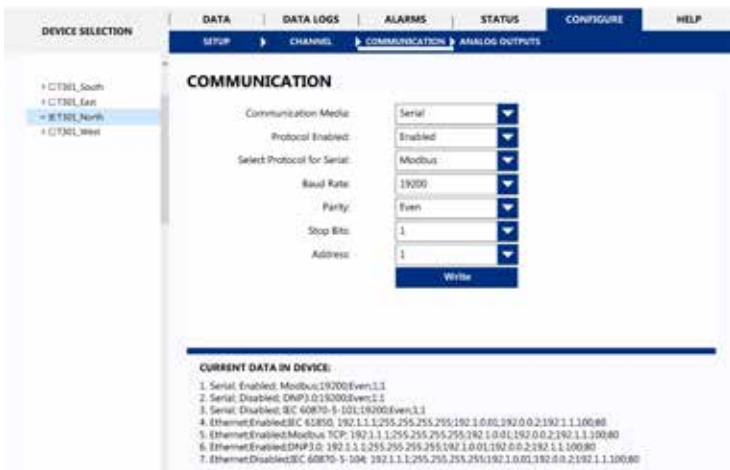 DEVICE SELECTION
DATA
DATA LOGS
ALARMS
STATUS
CONFIGURE
HELP
SETUP
CHANNEL
COMMUNICATION
ANALOG OUTPUTS
T301_South
T301_East
T301_North
T301_West
COMMUNICATION
Communication Media: Serial
Protocol Enabled: Enabled
Select Protocol for Serial: Modbus
Baud Rate: 19200
Parity: Even
Stop Bits: 1
Address: 1
Write
CURRENT DATA IN DEVICE:
1. Serial; Enabled; Modbus;19200;Even;1;1
2. Serial; Disabled; DNP3.0;19200;Even;1;1
3. Serial; Disabled; IEC 60870-5-101;19200;Even;1;1
4. Ethernet;Enabled;IEC 61850; 192.1.1.1;255.255.255.255;192.1.0.01;192.0.0.2;192.1.1.100;80
5. Ethernet;Enabled;Modbus TCP; 192.1.1.1;255.255.255.255;192.1.0.01;192.0.0.2;192.1.1.100;80
6. Ethernet;Enabled;DNP3.0; 192.1.1.1;255.255.255.255;192.1.0.01;192.0.0.2;192.1.1.100;80
7. Ethernet;Disabled;IEC 60870-5-104; 192.1.1.1;255.255.255.255;192.1.0.01;192.0.0.2;192.1.1.100;80